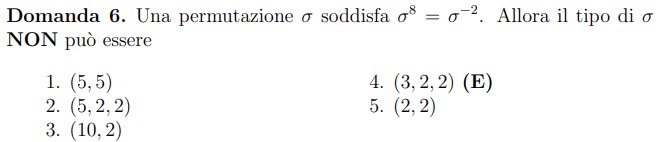 Domanda 6. Una permutazione σ soddisfa σ⁸ = σ⁻². Allora il tipo di σ
NON può essere
1. (5, 5)
2. (5, 2, 2)
3. (10, 2)
4. (3, 2, 2) (E)
5. (2, 2)